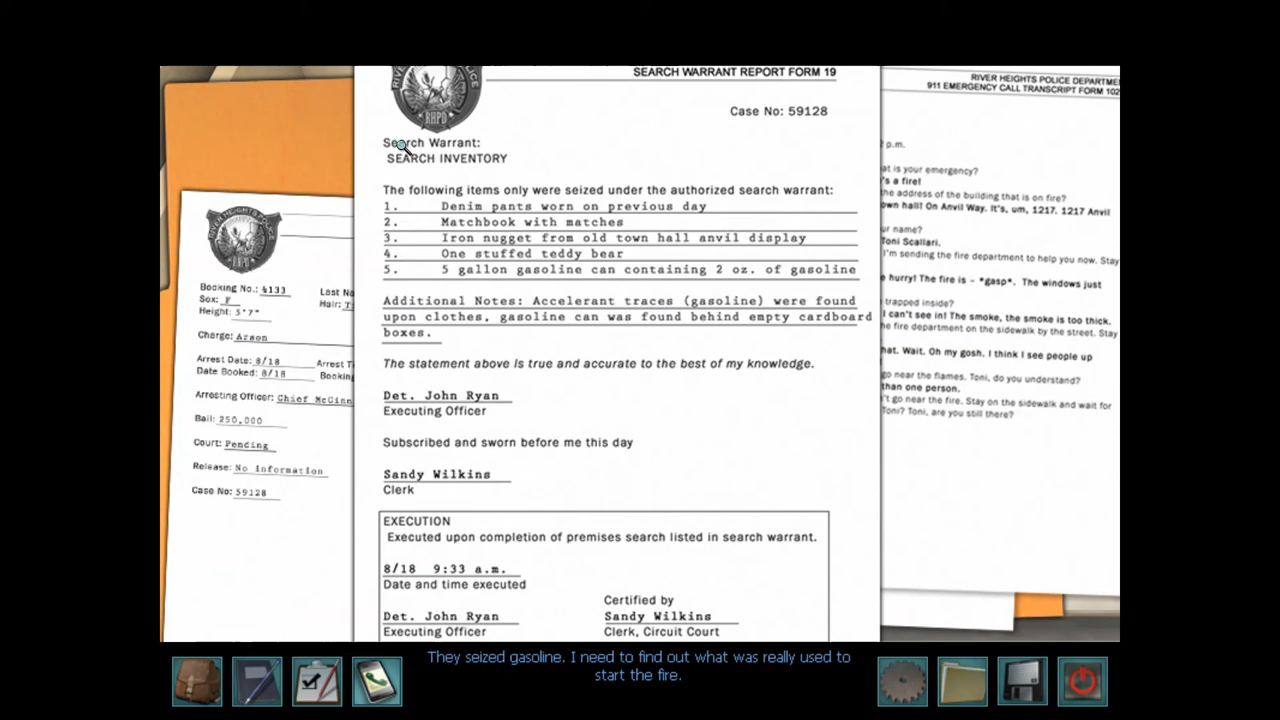 SEARCH WARRANT REPORT FORM 19
RHPD
Case No: 59128
Search Warrant:
SEARCH INVENTORY
The following items only were seized under the authorized search warrant:
1. Denim pants worn on previous day
2. Matchbook with matches
3. Iron nugget from old town hall anvil display
4. One stuffed teddy bear
5. 5 gallon gasoline can containing 2 oz. of gasoline
Additional Notes: Accelerant traces (gasoline) were found
upon clothes, gasoline can was found behind empty cardboard
boxes.
The statement above is true and accurate to the best of my knowledge.
Det. John Ryan
Executing Officer
Subscribed and sworn before me this day
Sandy Wilkins
Clerk
EXECUTION
Executed upon completion of premises search listed in search warrant.
8/18 9:33 a.m.
Date and time executed
Certified by
Det. John Ryan Sandy Wilkins
Executing Officer Clerk, Circuit Court
Booking No.: 4133 Last Na
Sex: F Hair:
Height: 5'7"
Charge: Arson
Arrest Date: 8/18 Arrest T
Date Booked: 8/18 Booking
Arresting Officer: Chief McGinn
Bail: 250,000
Court: Pending
Release: No information
Case No: 59128
RIVER HEIGHTS POLICE DEPARTME
911 EMERGENCY CALL TRANSCRIPT FORM 102
p.m.
at is your emergency?
's a fire!
the address of the building that is on fire?
own hall! On Anvil Way. It's, um, 1217. 1217 Anvil
ur name?
Toni Scallari.
I'm sending the fire department to help you now. Stay
hurry! The fire is - *gasp*. The windows just
trapped inside?
I can't see in! The smoke, the smoke is too thick.
he fire department on the sidewalk by the street. Stay
hat. Wait. Oh my gosh. I think I see people up
go near the flames. Toni, do you understand?
than one person.
't go near the fire. Stay on the sidewalk and wait for
Toni? Toni, are you still there?
They seized gasoline. I need to find out what was really used to
start the fire.